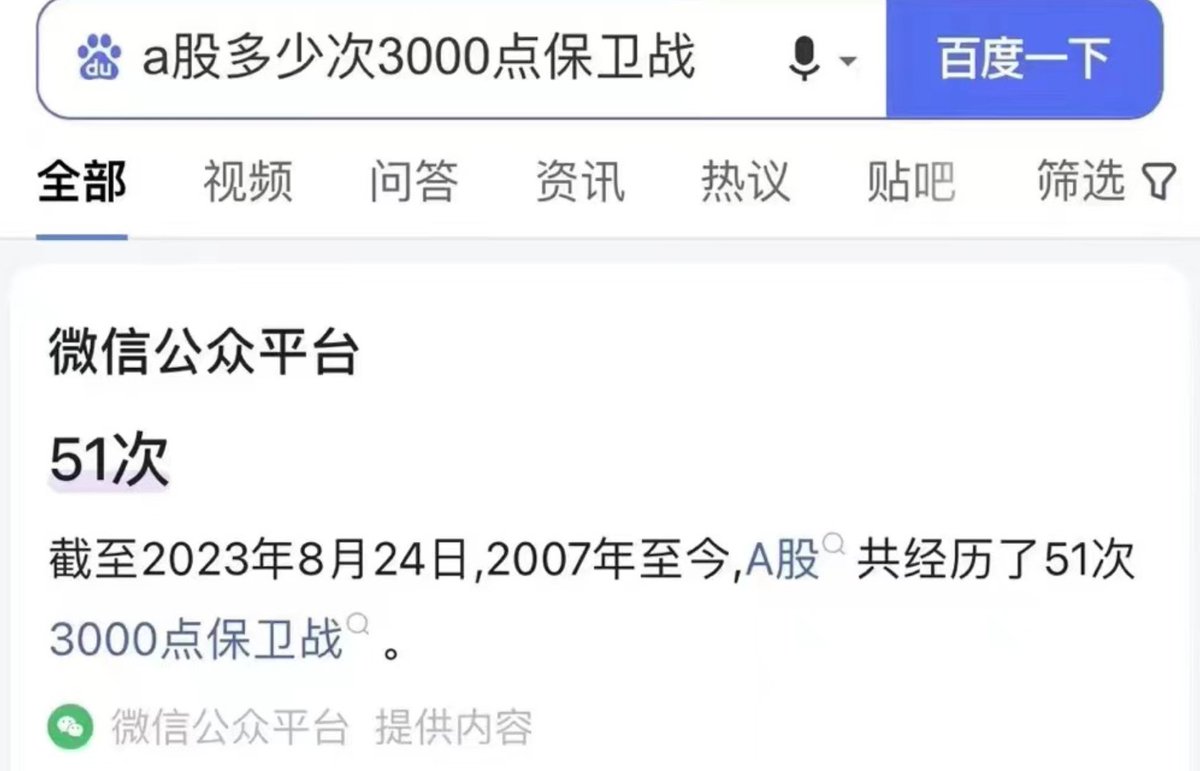 du a股多少次3000点保卫战 百度一下
全部 视频 问答 资讯 热议 贴吧 筛选
微信公众平台
51次
截至2023年8月24日,2007年至今,A股 共经历了51次
3000点保卫战 。
微信公众平台 提供内容